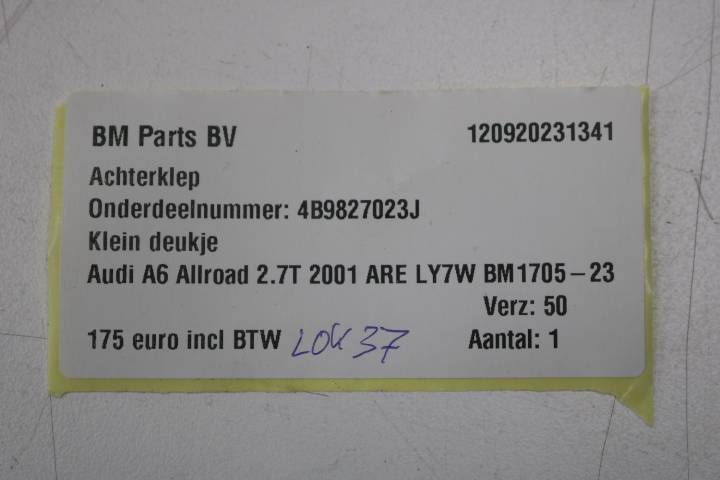 BM Parts BV 120920231341
Achterklep
Onderdeelnummer: 4B9827023J
Klein deukje
Audi A6 Allroad 2.7T 2001 ARE LY7W BM1705-23
Verz: 50
175 euro incl BTW LOK 37 Aantal: 1